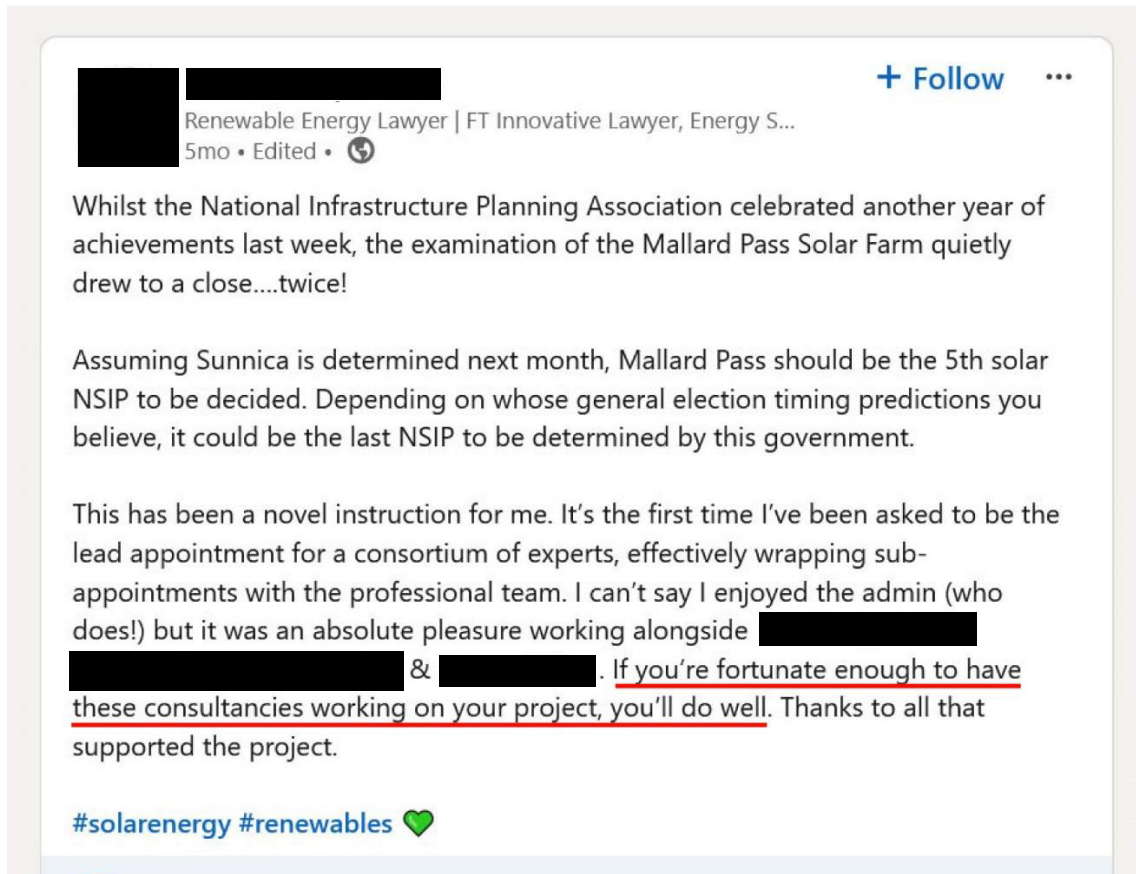 + Follow ...
Renewable Energy Lawyer | FT Innovative Lawyer, Energy S...
5mo • Edited •
Whilst the National Infrastructure Planning Association celebrated another year of
achievements last week, the examination of the Mallard Pass Solar Farm quietly
drew to a close....twice!
Assuming Sunnica is determined next month, Mallard Pass should be the 5th solar
NSIP to be decided. Depending on whose general election timing predictions you
believe, it could be the last NSIP to be determined by this government.
This has been a novel instruction for me. It’s the first time I’ve been asked to be the
lead appointment for a consortium of experts, effectively wrapping sub-
appointments with the professional team. I can’t say I enjoyed the admin (who
does!) but it was an absolute pleasure working alongside
& . If you’re fortunate enough to have
these consultancies working on your project, you’ll do well. Thanks to all that
supported the project.
#solarenergy #renewables 💚